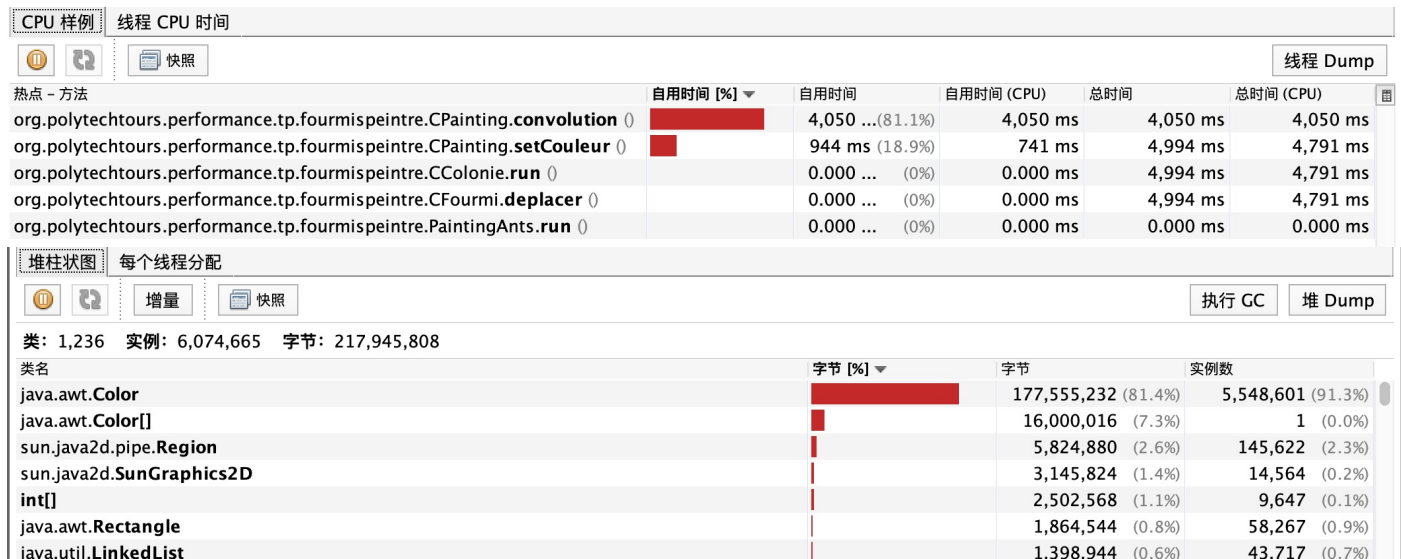 CPU 样例 线程 CPU 时间
快照 线程 Dump
热点 – 方法 自用时间 [%] 自用时间 自用时间 (CPU) 总时间 总时间 (CPU)
org.polytechtours.performance.tp.fourmispeintre.CPainting.convolution () 4,050 ...(81.1%) 4,050 ms 4,050 ms 4,050 ms
org.polytechtours.performance.tp.fourmispeintre.CPainting.setCouleur () 944 ms (18.9%) 741 ms 4,994 ms 4,791 ms
org.polytechtours.performance.tp.fourmispeintre.CColonie.run () 0.000 ... (0%) 0.000 ms 4,994 ms 4,791 ms
org.polytechtours.performance.tp.fourmispeintre.CFourmi.deplacer () 0.000 ... (0%) 0.000 ms 4,994 ms 4,791 ms
org.polytechtours.performance.tp.fourmispeintre.PaintingAnts.run () 0.000 ... (0%) 0.000 ms 0.000 ms 0.000 ms
堆柱状图 每个线程分配
增量 快照 执行 GC 堆 Dump
类: 1,236 实例: 6,074,665 字节: 217,945,808
类名 字节 [%] 字节 实例数
java.awt.Color 177,555,232 (81.4%) 5,548,601 (91.3%)
java.awt.Color[] 16,000,016 (7.3%) 1 (0.0%)
sun.java2d.pipe.Region 5,824,880 (2.6%) 145,622 (2.3%)
sun.java2d.SunGraphics2D 3,145,824 (1.4%) 14,564 (0.2%)
int[] 2,502,568 (1.1%) 9,647 (0.1%)
java.awt.Rectangle 1,864,544 (0.8%) 58,267 (0.9%)
java.util.LinkedList 1,398,944 (0.6%) 43,717 (0.7%)